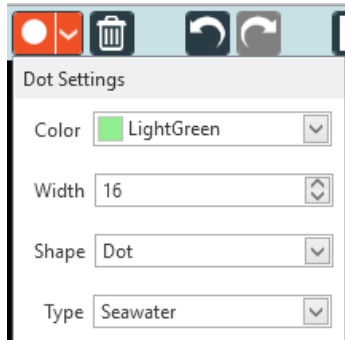 Dot Settings
Color LightGreen
Width 16
Shape Dot
Type Seawater